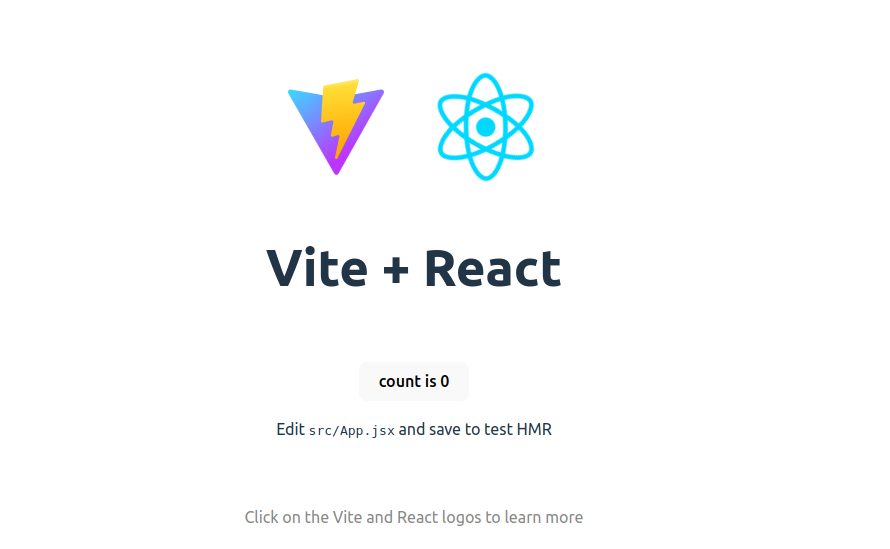 Vite + React
count is 0
Edit src/App.jsx and save to test HMR
Click on the Vite and React logos to learn more